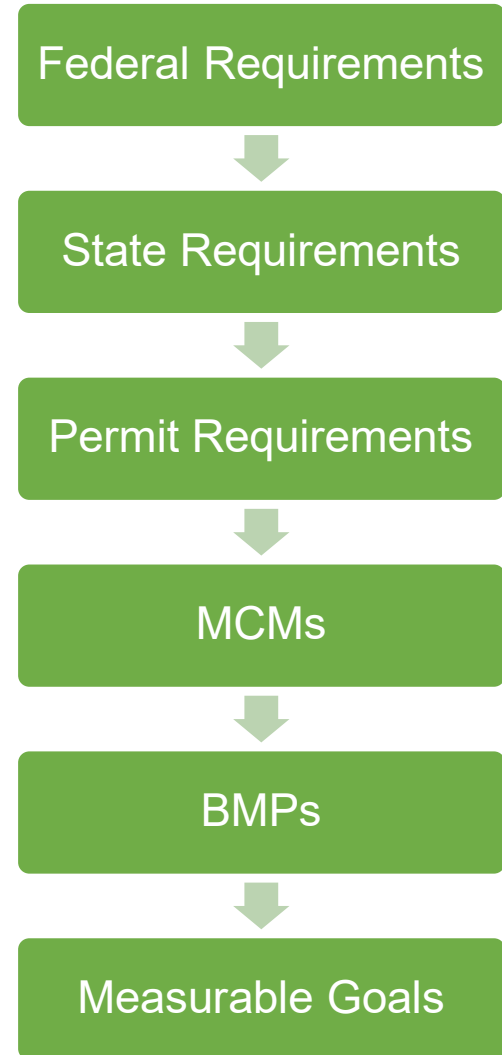 Federal Requirements
State Requirements
Permit Requirements
MCMs
BMPs
Measurable Goals